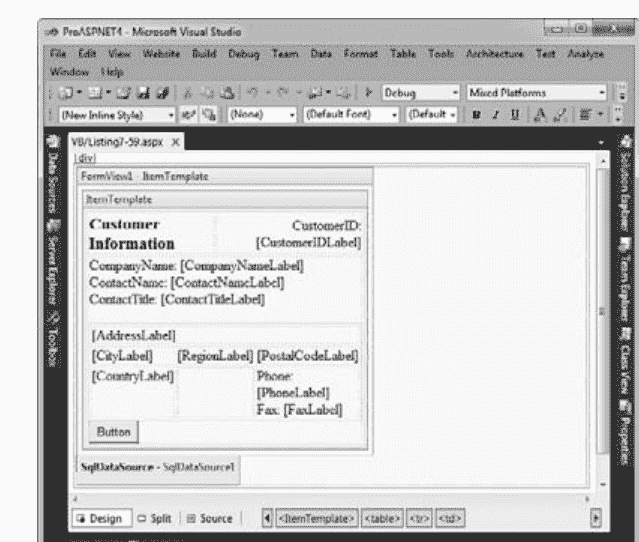 ProASPNET4 - Microsoft Visual Studio
File Edit View Website Build Debug Team Data Format Table Tools Architecture Test Analyze
Window Help
Debug Mixed Platforms
(New Inline Style) (None) (Default Font) (Default B I U A
VB/Listing7-59.aspx X
div
FormView1 - ItemTemplate
ItemTemplate
Customer Information
CustomerID:
[CustomerIDLabel]
CompanyName: [CompanyNameLabel]
ContactName: [ContactNameLabel]
ContactTitle: [ContactTitleLabel]
[AddressLabel]
[CityLabel] [RegionLabel] [PostalCodeLabel]
[CountryLabel] Phone:
[PhoneLabel]
Fax: [FaxLabel]
Button
SqlDataSource - SqlDataSource1
Design Split Source <ItemTemplate> <table> <tr> <td>
Data Sources Server Explorer Toolbox
Solution Explorer Team Explorer Class View Properties